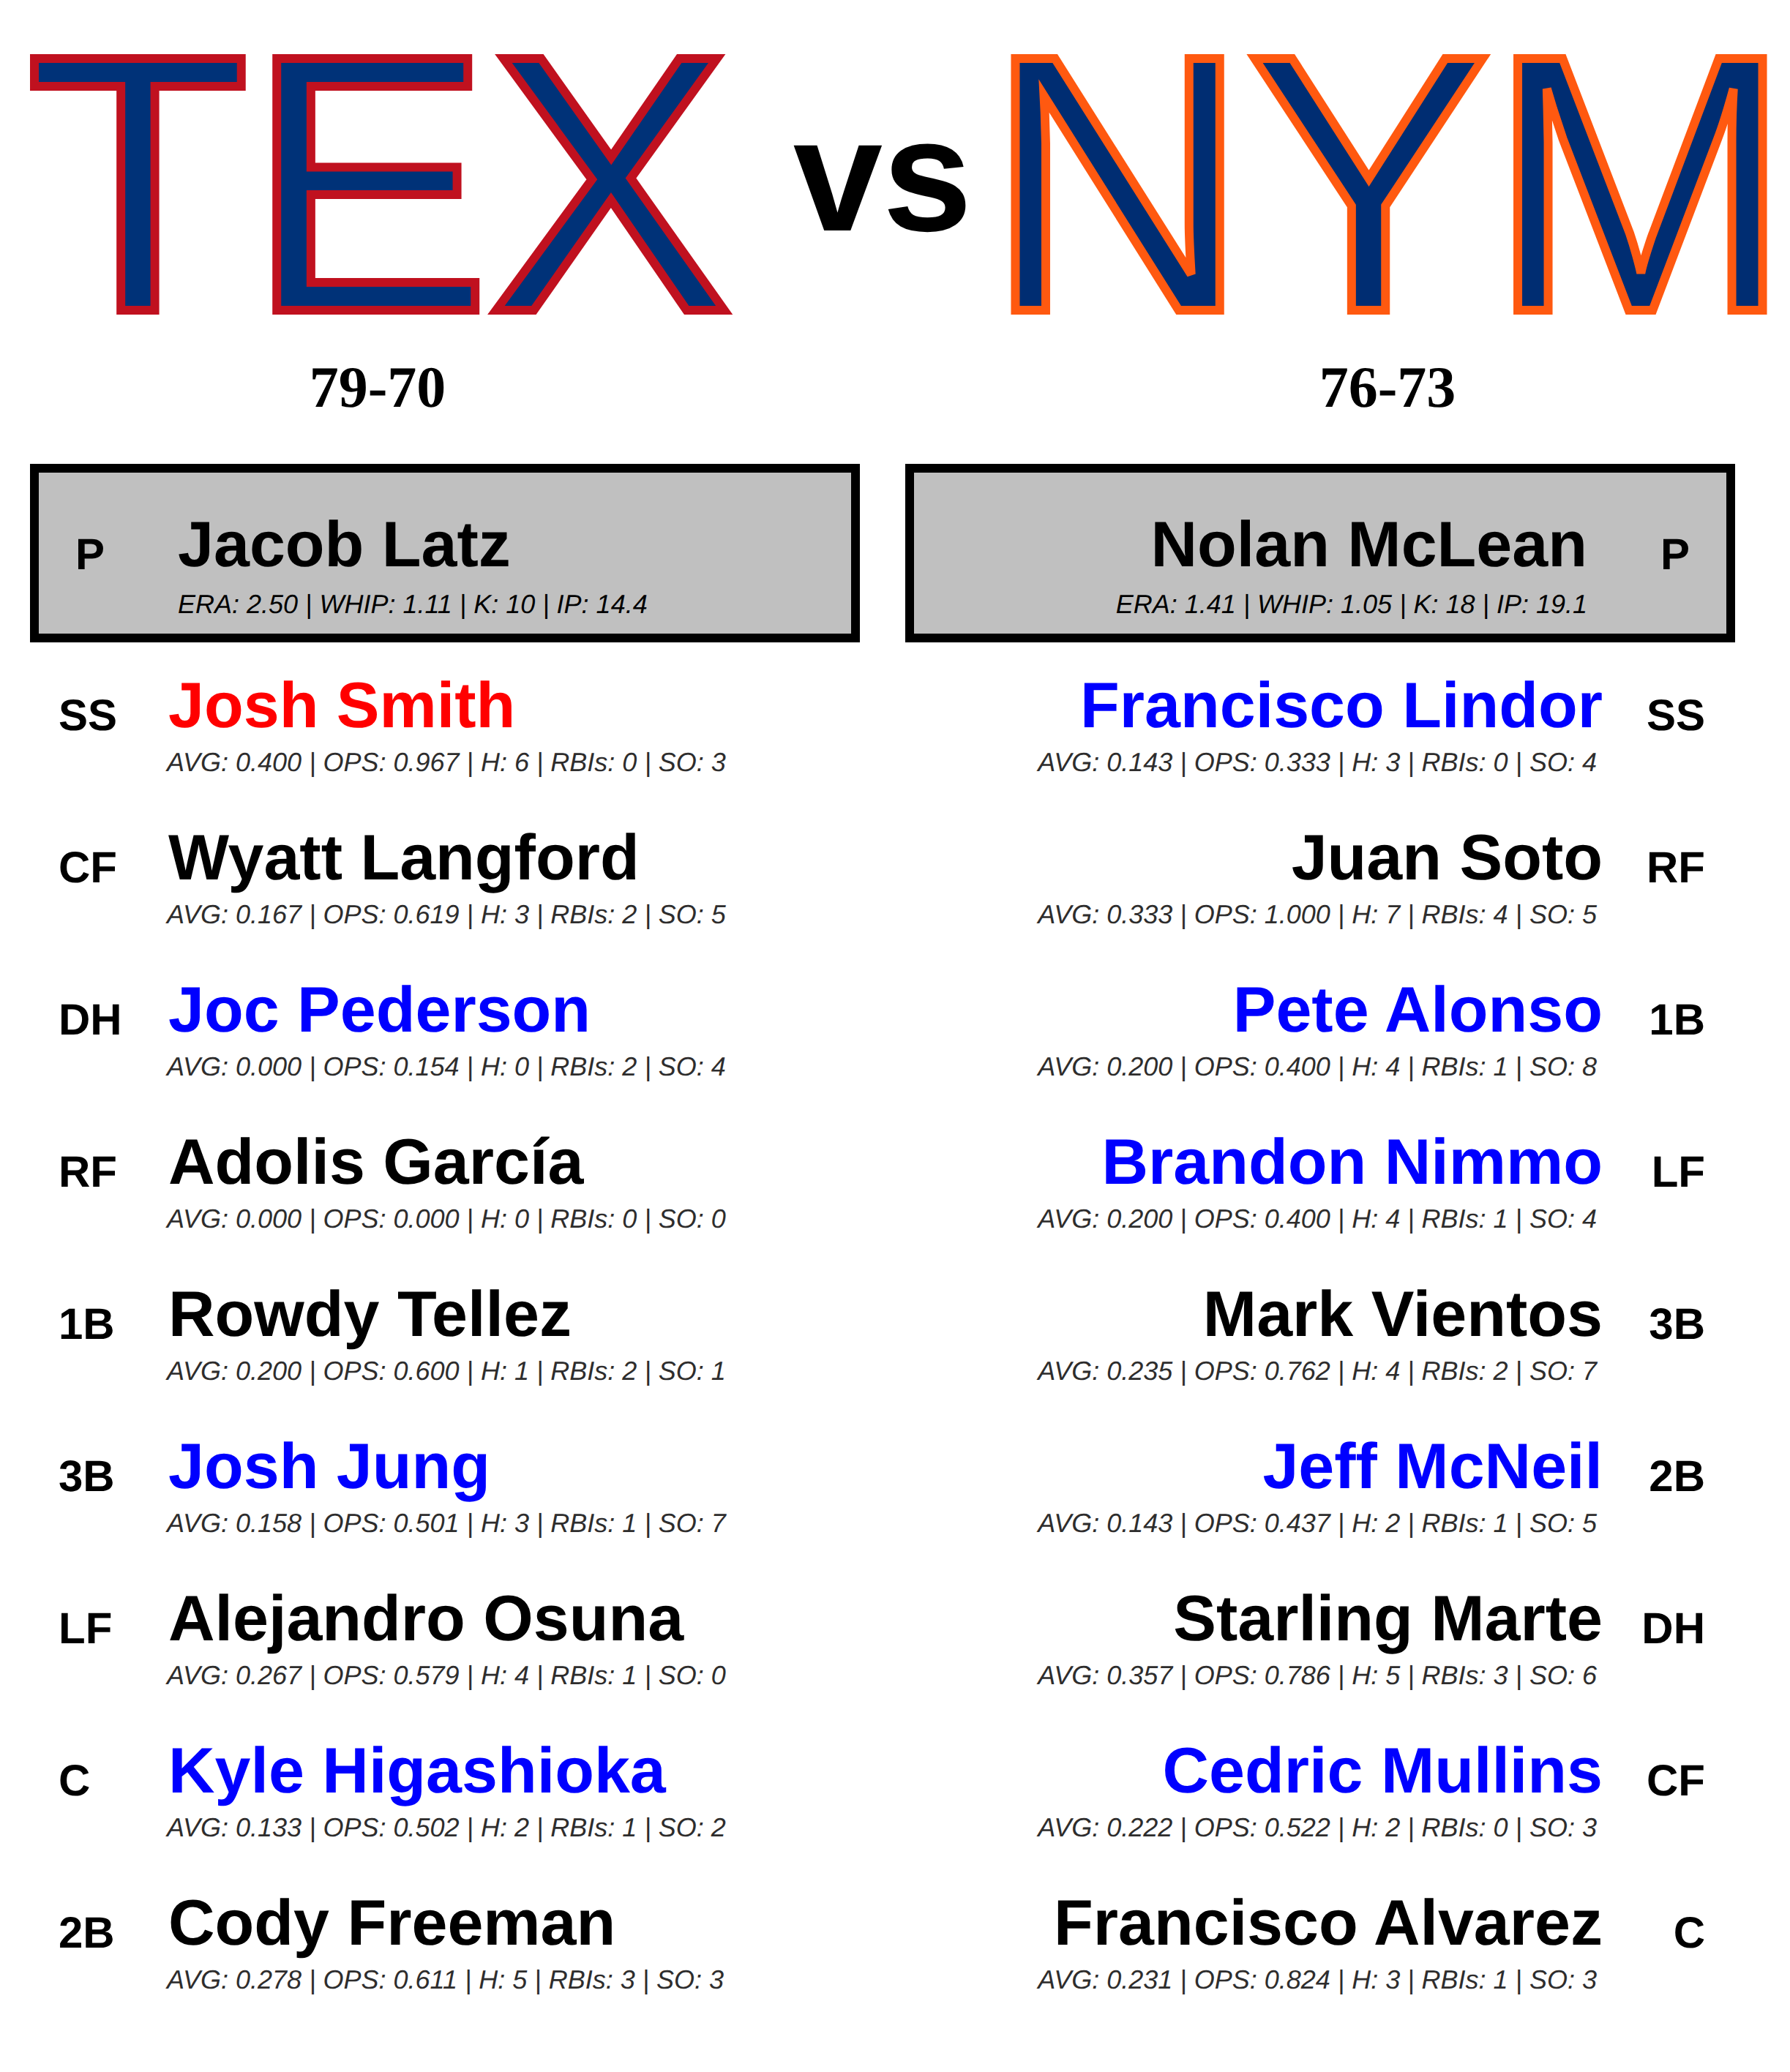 TEX vs NYM
79-70
76-73
P Jacob Latz
ERA: 2.50 | WHIP: 1.11 | K: 10 | IP: 14.4
SS Josh Smith
AVG: 0.400 | OPS: 0.967 | H: 6 | RBIs: 0 | SO: 3
CF Wyatt Langford
AVG: 0.167 | OPS: 0.619 | H: 3 | RBIs: 2 | SO: 5
DH Joc Pederson
AVG: 0.000 | OPS: 0.154 | H: 0 | RBIs: 2 | SO: 4
RF Adolis García
AVG: 0.000 | OPS: 0.000 | H: 0 | RBIs: 0 | SO: 0
1B Rowdy Tellez
AVG: 0.200 | OPS: 0.600 | H: 1 | RBIs: 2 | SO: 1
3B Josh Jung
AVG: 0.158 | OPS: 0.501 | H: 3 | RBIs: 1 | SO: 7
LF Alejandro Osuna
AVG: 0.267 | OPS: 0.579 | H: 4 | RBIs: 1 | SO: 0
C Kyle Higashioka
AVG: 0.133 | OPS: 0.502 | H: 2 | RBIs: 1 | SO: 2
2B Cody Freeman
AVG: 0.278 | OPS: 0.611 | H: 5 | RBIs: 3 | SO: 3
Nolan McLean P
ERA: 1.41 | WHIP: 1.05 | K: 18 | IP: 19.1
Francisco Lindor SS
AVG: 0.143 | OPS: 0.333 | H: 3 | RBIs: 0 | SO: 4
Juan Soto RF
AVG: 0.333 | OPS: 1.000 | H: 7 | RBIs: 4 | SO: 5
Pete Alonso 1B
AVG: 0.200 | OPS: 0.400 | H: 4 | RBIs: 1 | SO: 8
Brandon Nimmo LF
AVG: 0.200 | OPS: 0.400 | H: 4 | RBIs: 1 | SO: 4
Mark Vientos 3B
AVG: 0.235 | OPS: 0.762 | H: 4 | RBIs: 2 | SO: 7
Jeff McNeil 2B
AVG: 0.143 | OPS: 0.437 | H: 2 | RBIs: 1 | SO: 5
Starling Marte DH
AVG: 0.357 | OPS: 0.786 | H: 5 | RBIs: 3 | SO: 6
Cedric Mullins CF
AVG: 0.222 | OPS: 0.522 | H: 2 | RBIs: 0 | SO: 3
Francisco Alvarez C
AVG: 0.231 | OPS: 0.824 | H: 3 | RBIs: 1 | SO: 3